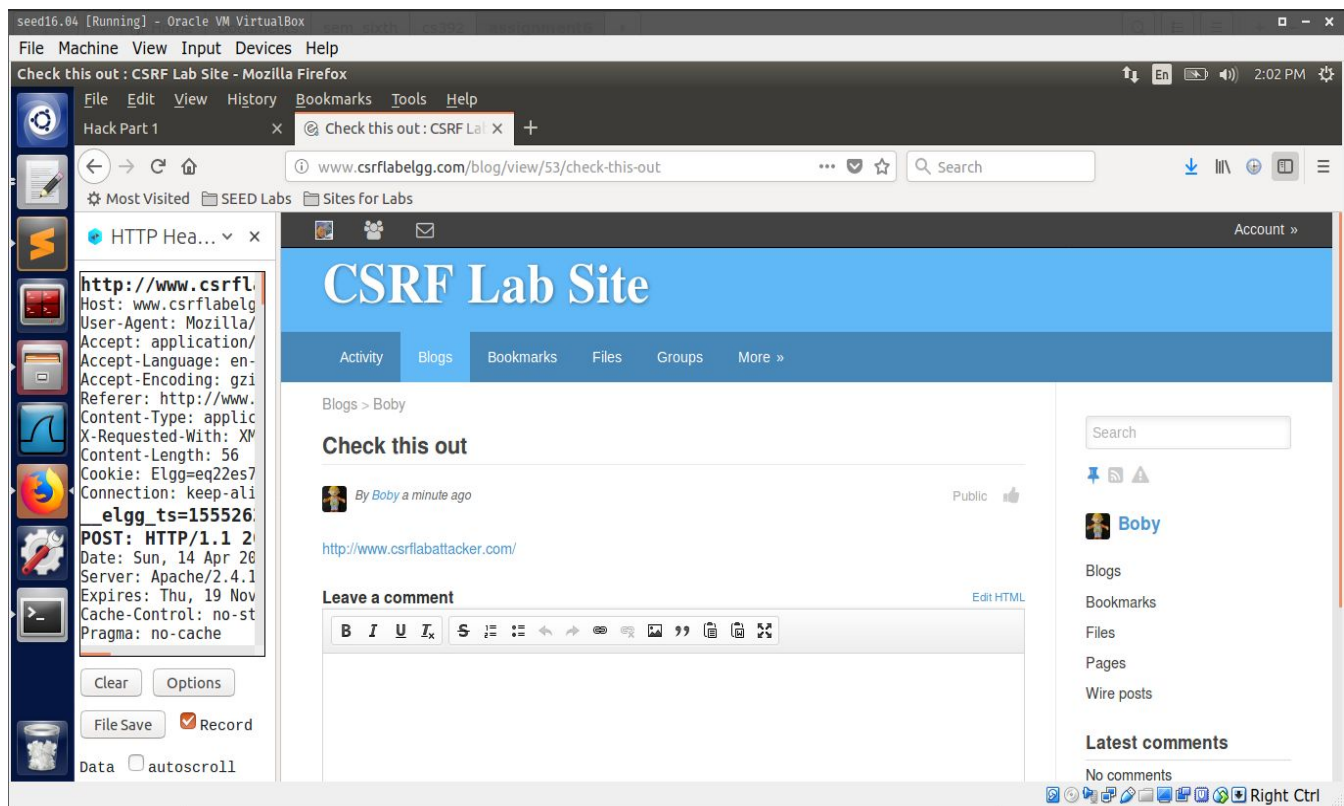 seed16.04 [Running] - Oracle VM VirtualBox
File Machine View Input Devices Help
Check this out : CSRF Lab Site - Mozilla Firefox
En 2:02 PM
File Edit View History Bookmarks Tools Help
Hack Part 1
Check this out : CSRF La
www.csrflabelgg.com/blog/view/53/check-this-out
Search
Most Visited SEED Labs Sites for Labs
HTTP Hea...
http://www.csrfl
Host: www.csrflabelg
User-Agent: Mozilla/
Accept: application/
Accept-Language: en-
Accept-Encoding: gzi
Referer: http://www.
Content-Type: applic
X-Requested-With: XM
Content-Length: 56
Cookie: Elgg=eq22es7
Connection: keep-ali
__elgg_ts=155526
POST: HTTP/1.1 2
Date: Sun, 14 Apr 20
Server: Apache/2.4.1
Expires: Thu, 19 Nov
Cache-Control: no-st
Pragma: no-cache
Clear Options
File Save Record
Data autoscroll
Account »
CSRF Lab Site
Activity Blogs Bookmarks Files Groups More »
Blogs > Boby
Check this out
By Boby a minute ago
Public
http://www.csrflabattacker.com/
Leave a comment
Edit HTML
B I U Ix S
Search
Boby
Blogs
Bookmarks
Files
Pages
Wire posts
Latest comments
No comments
Right Ctrl